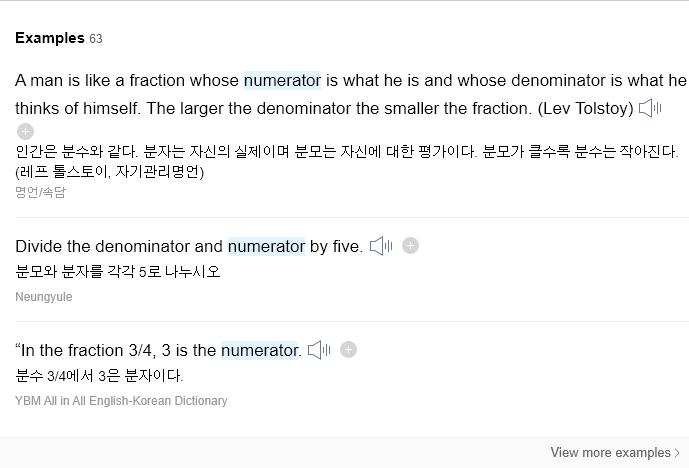 Examples 63
A man is like a fraction whose numerator is what he is and whose denominator is what he
thinks of himself. The larger the denominator the smaller the fraction. (Lev Tolstoy)
인간은 분수와 같다. 분자는 자신의 실제이며 분모는 자신에 대한 평가이다. 분모가 클수록 분수는 작아진다.
(레프 톨스토이, 자기관리명언)
명언/속담
Divide the denominator and numerator by five.
분모와 분자를 각각 5로 나누시오
Neungyule
“In the fraction 3/4, 3 is the numerator.
분수 3/4에서 3은 분자이다.
YBM All in All English-Korean Dictionary
View more examples